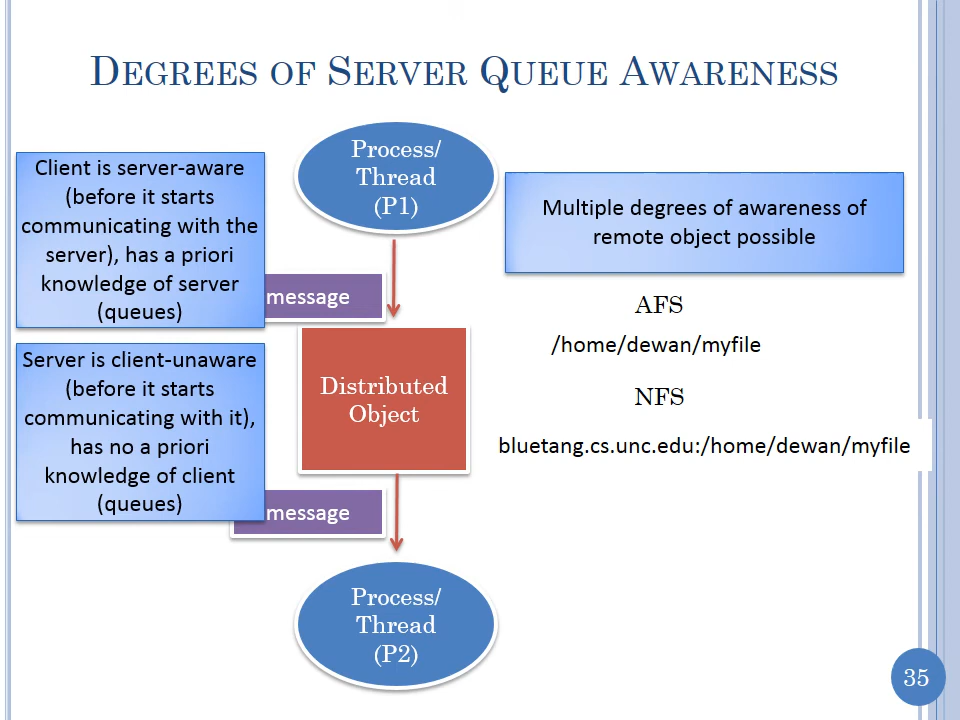 DEGREES OF SERVER QUEUE AWARENESS
Client is server-aware
(before it starts
communicating with the
server), has a priori
knowledge of server
(queues)
Server is client-unaware
(before it starts
communicating with it),
has no a priori
knowledge of client
(queues)
Process/
Thread
(P1)
message
Distributed
Object
message
Process/
Thread
(P2)
Multiple degrees of awareness of
remote object possible
AFS
/home/dewan/myfile
NFS
bluetang.cs.unc.edu:/home/dewan/myfile
35